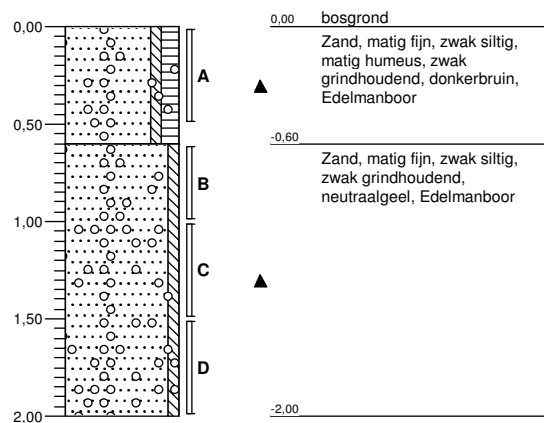 0,00
0,50
1,00
1,50
2,00
A
B
C
D
0,00 bosgrond
Zand, matig fijn, zwak siltig,
matig humeus, zwak
grindhoudend, donkerbruin,
Edelmanboor
-0,60
Zand, matig fijn, zwak siltig,
zwak grindhoudend,
neutraalgeel, Edelmanboor
-2,00